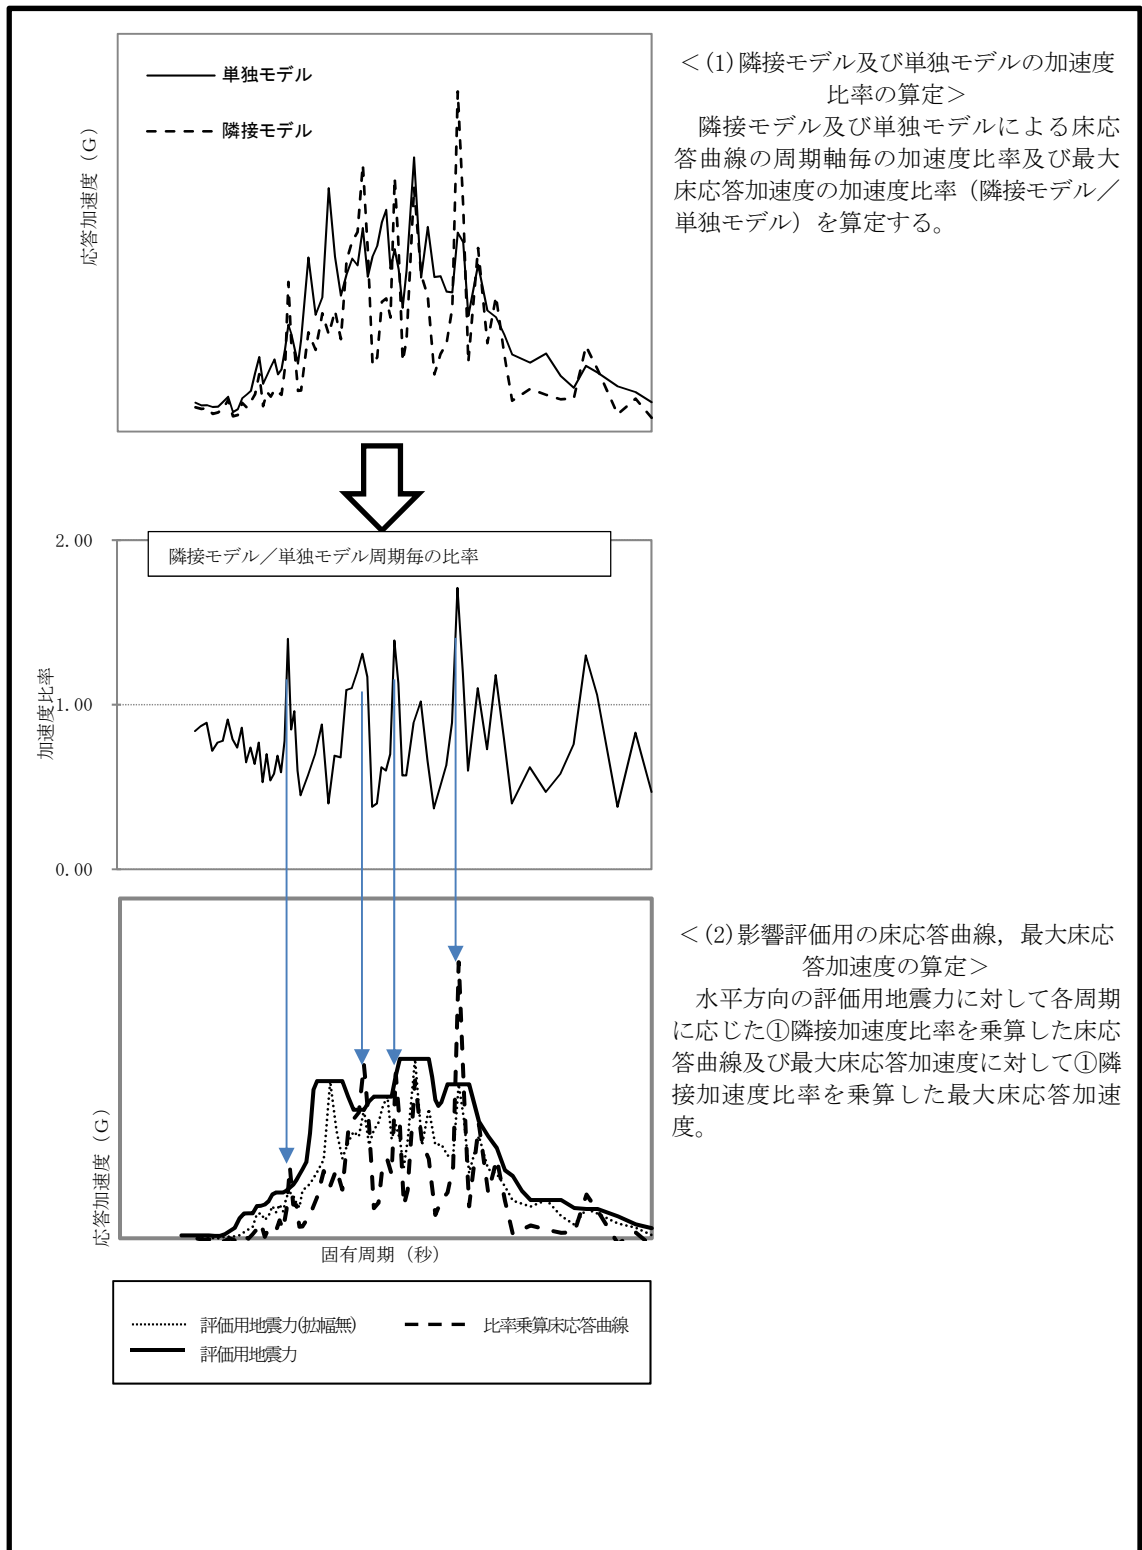 単独モデル
隣接モデル
応答加速度（G）
＜(1)隣接モデル及び単独モデルの加速度
比率の算定＞
隣接モデル及び単独モデルによる床応
答曲線の周期軸毎の加速度比率及び最大
床応答加速度の加速度比率（隣接モデル／
単独モデル）を算定する。
隣接モデル／単独モデル周期毎の比率
2.00
1.00
0.00
加速度比率
＜(2)影響評価用の床応答曲線，最大床応
答加速度の算定＞
水平方向の評価用地震力に対して各周期
に応じた①隣接加速度比率を乗算した床応
答曲線及び最大床応答加速度に対して①隣
接加速度比率を乗算した最大床応答加速
度。
応答加速度（G）
固有周期（秒）
評価用地震力(拡幅無)
比率乗算床応答曲線
評価用地震力